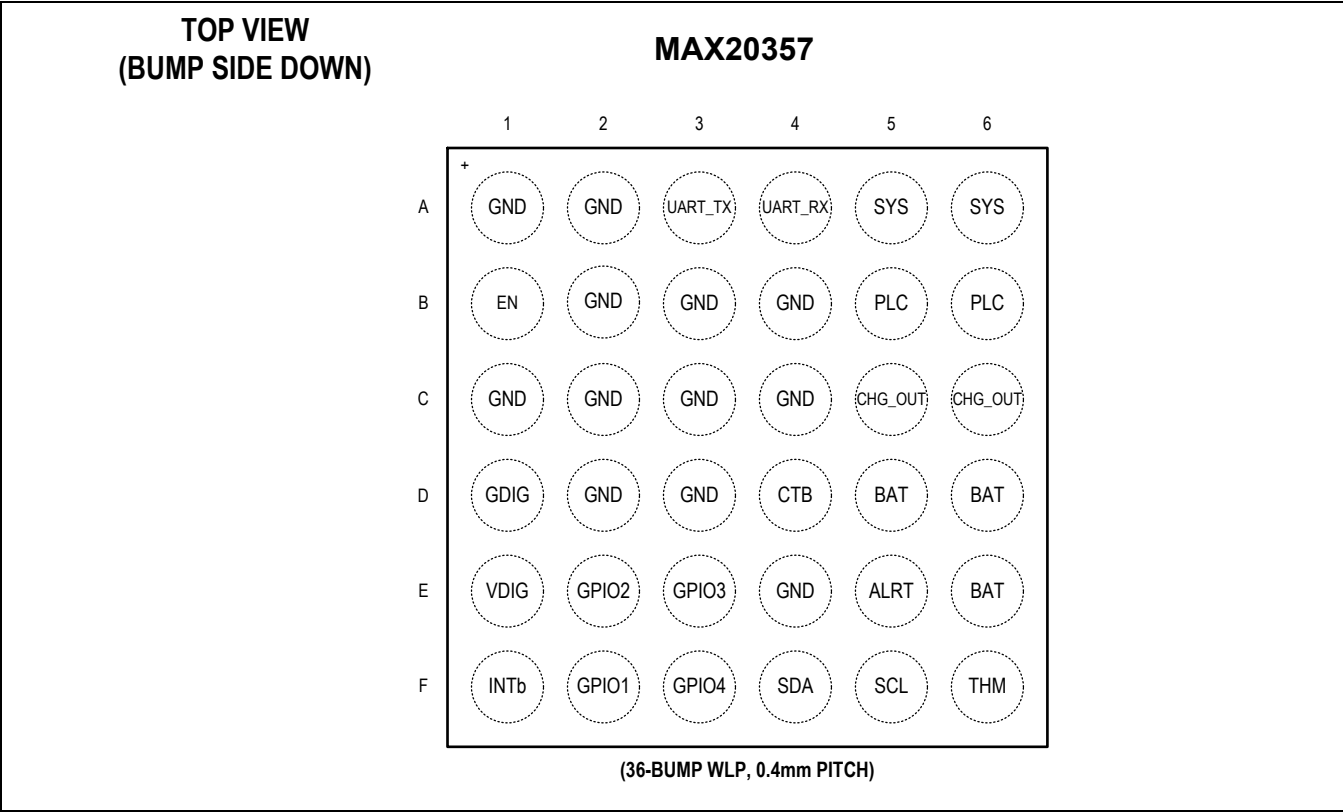 TOP VIEW
(BUMP SIDE DOWN)
MAX20357
1 2 3 4 5 6
+
A GND GND UART_TX UART_RX SYS SYS
B EN GND GND GND PLC PLC
C GND GND GND GND CHG_OUT CHG_OUT
D GDIG GND GND CTB BAT BAT
E VDIG GPIO2 GPIO3 GND ALRT BAT
F INTb GPIO1 GPIO4 SDA SCL THM
(36-BUMP WLP, 0.4mm PITCH)